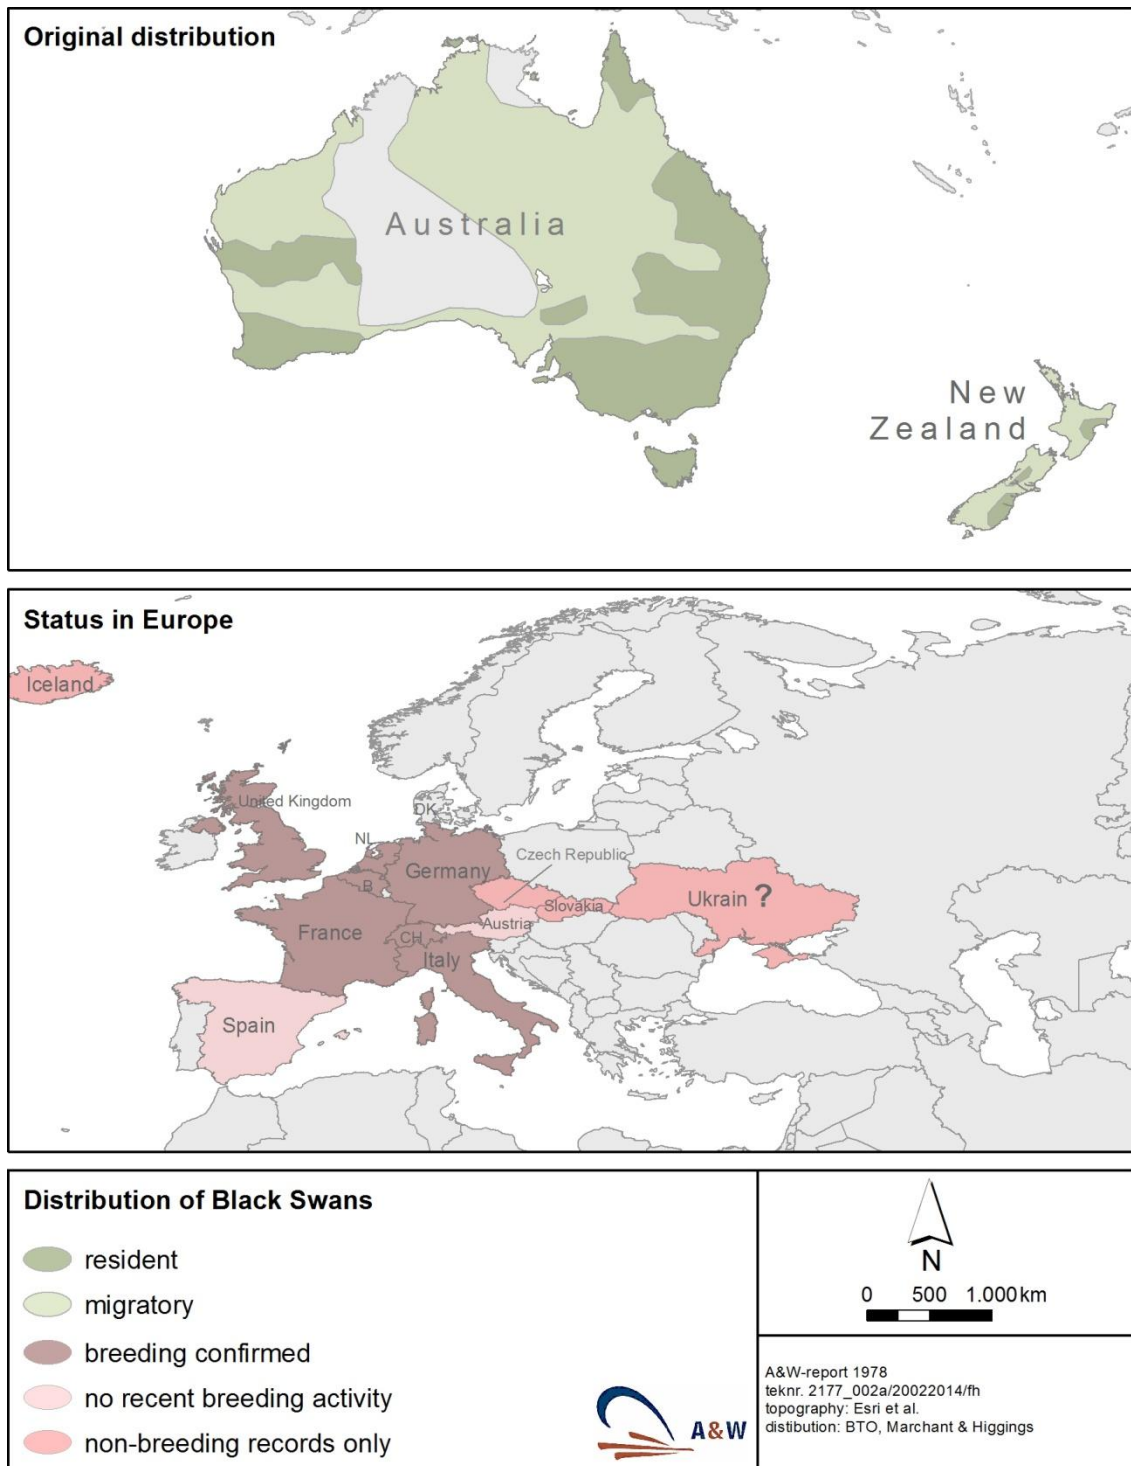 Original distribution
Australia
New
Zealand
Status in Europe
Iceland
United Kingdom
DK
NL
Czech Republic
Germany
B
Ukrain ?
Slovakia
Austria
France
CH
Italy
Spain
Distribution of Black Swans
resident
migratory
breeding confirmed
no recent breeding activity
non-breeding records only
A&W
N
0 500 1.000 km
A&W-report 1978
teknr. 2177_002a/20022014/fh
topography: Esri et al.
distibution: BTO, Marchant & Higgings